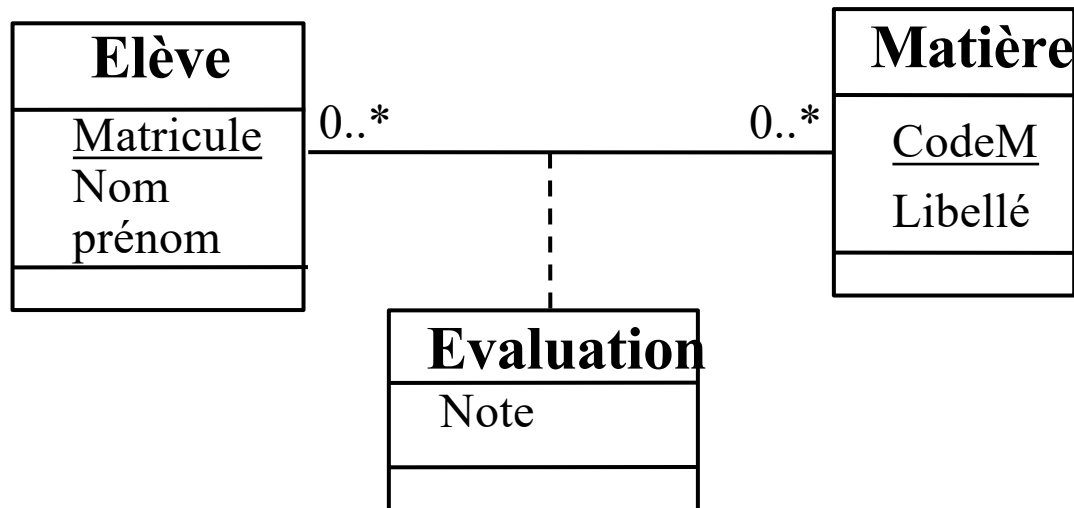 Elève
Matricule
Nom
prénom
0..*
0..*
Matière
CodeM
Libellé
Evaluation
Note